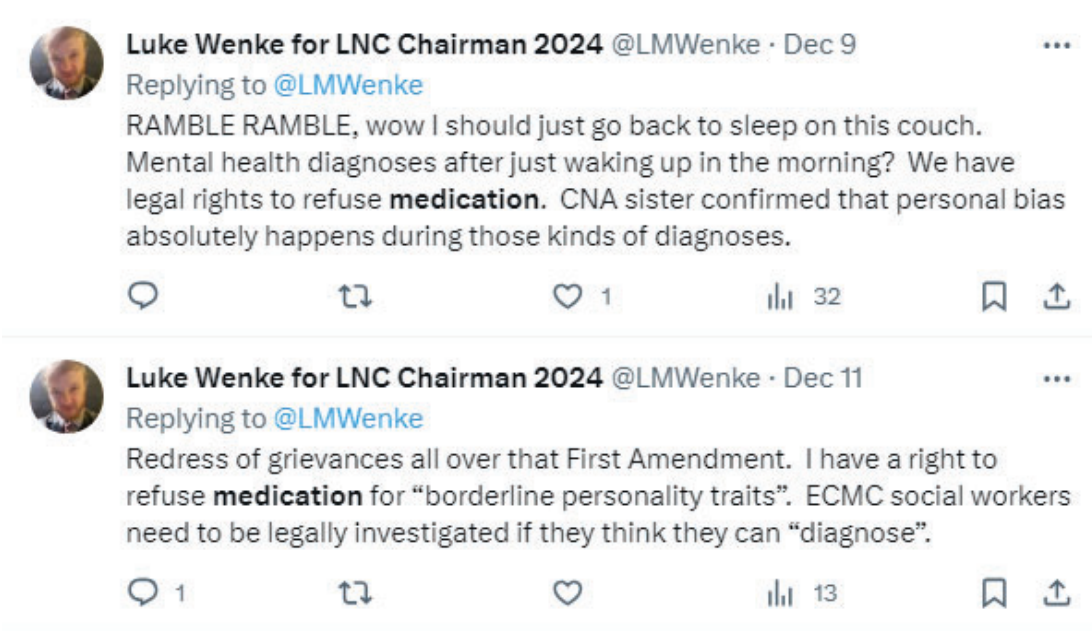 Luke Wenke for LNC Chairman 2024 @LMWenke · Dec 9
Replying to @LMWenke
RAMBLE RAMBLE, wow I should just go back to sleep on this couch.
Mental health diagnoses after just waking up in the morning?  We have
legal rights to refuse medication.  CNA sister confirmed that personal bias
absolutely happens during those kinds of diagnoses.
1 32
Luke Wenke for LNC Chairman 2024 @LMWenke · Dec 11
Replying to @LMWenke
Redress of grievances all over that First Amendment.  I have a right to
refuse medication for “borderline personality traits”.  ECMC social workers
need to be legally investigated if they think they can “diagnose”.
1 13